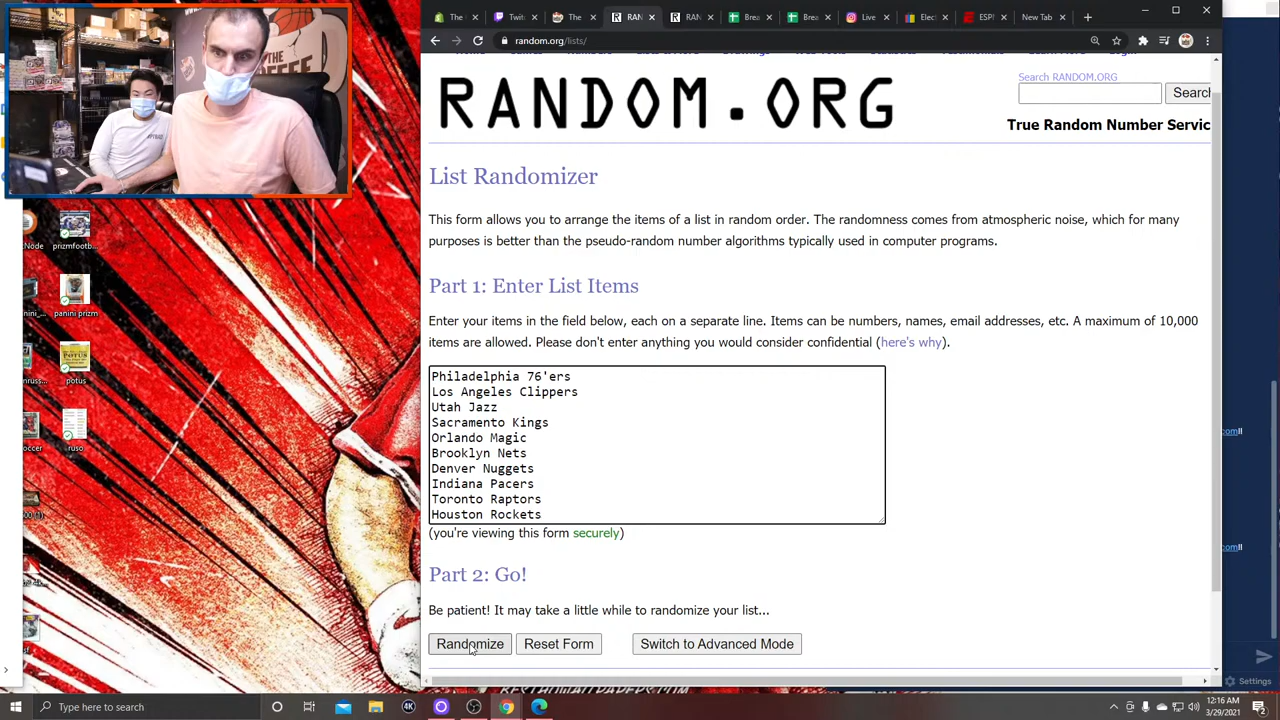 The
Twitc
The
RAN
RAN
Brea
Brea
Live
Elect
ESPI
New Tab
random.org/lists/
RANDOM.ORG
Search RANDOM.ORG
Search
True Random Number Servic
List Randomizer
This form allows you to arrange the items of a list in random order. The randomness comes from atmospheric noise, which for many
purposes is better than the pseudo-random number algorithms typically used in computer programs.
Part 1: Enter List Items
Enter your items in the field below, each on a separate line. Items can be numbers, names, email addresses, etc. A maximum of 10,000
items are allowed. Please don't enter anything you would consider confidential (here's why).
Philadelphia 76'ers
Los Angeles Clippers
Utah Jazz
Sacramento Kings
Orlando Magic
Brooklyn Nets
Denver Nuggets
Indiana Pacers
Toronto Raptors
Houston Rockets
(you're viewing this form securely)
Part 2: Go!
Be patient! It may take a little while to randomize your list...
Randomize
Reset Form
Switch to Advanced Mode
THE
Node
prizmfootb...
panini prizm
potus
ruso
occer
com!!
com!!
Settings
Type here to search
12:16 AM
3/29/2021